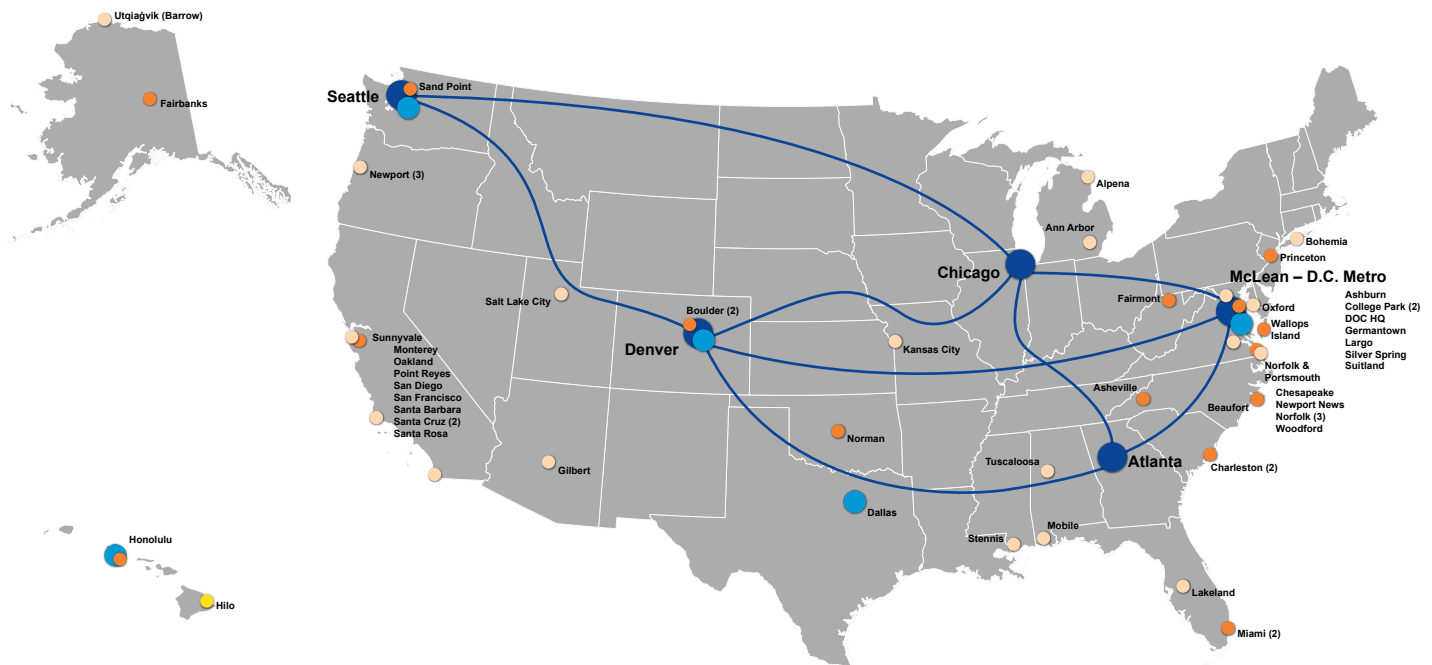 Utqiaġvik (Barrow)
Fairbanks
Seattle
Sand Point
Newport (3)
Alpena
Ann Arbor
Bohemia
Princeton
Chicago
McLean – D.C. Metro
Ashburn
College Park (2)
DOC HQ
Germantown
Largo
Silver Spring
Suitland
Salt Lake City
Fairmont
Oxford
Wallops
Island
Boulder (2)
Denver
Sunnyvale
Monterey
Oakland
Point Reyes
San Diego
San Francisco
Santa Barbara
Santa Cruz (2)
Santa Rosa
Kansas City
Norfolk &
Portsmouth
Chesapeake
Newport News
Norfolk (3)
Woodford
Asheville
Beaufort
Norman
Gilbert
Tuscaloosa
Atlanta
Charleston (2)
Dallas
Stennis
Mobile
Honolulu
Hilo
Lakeland
Miami (2)